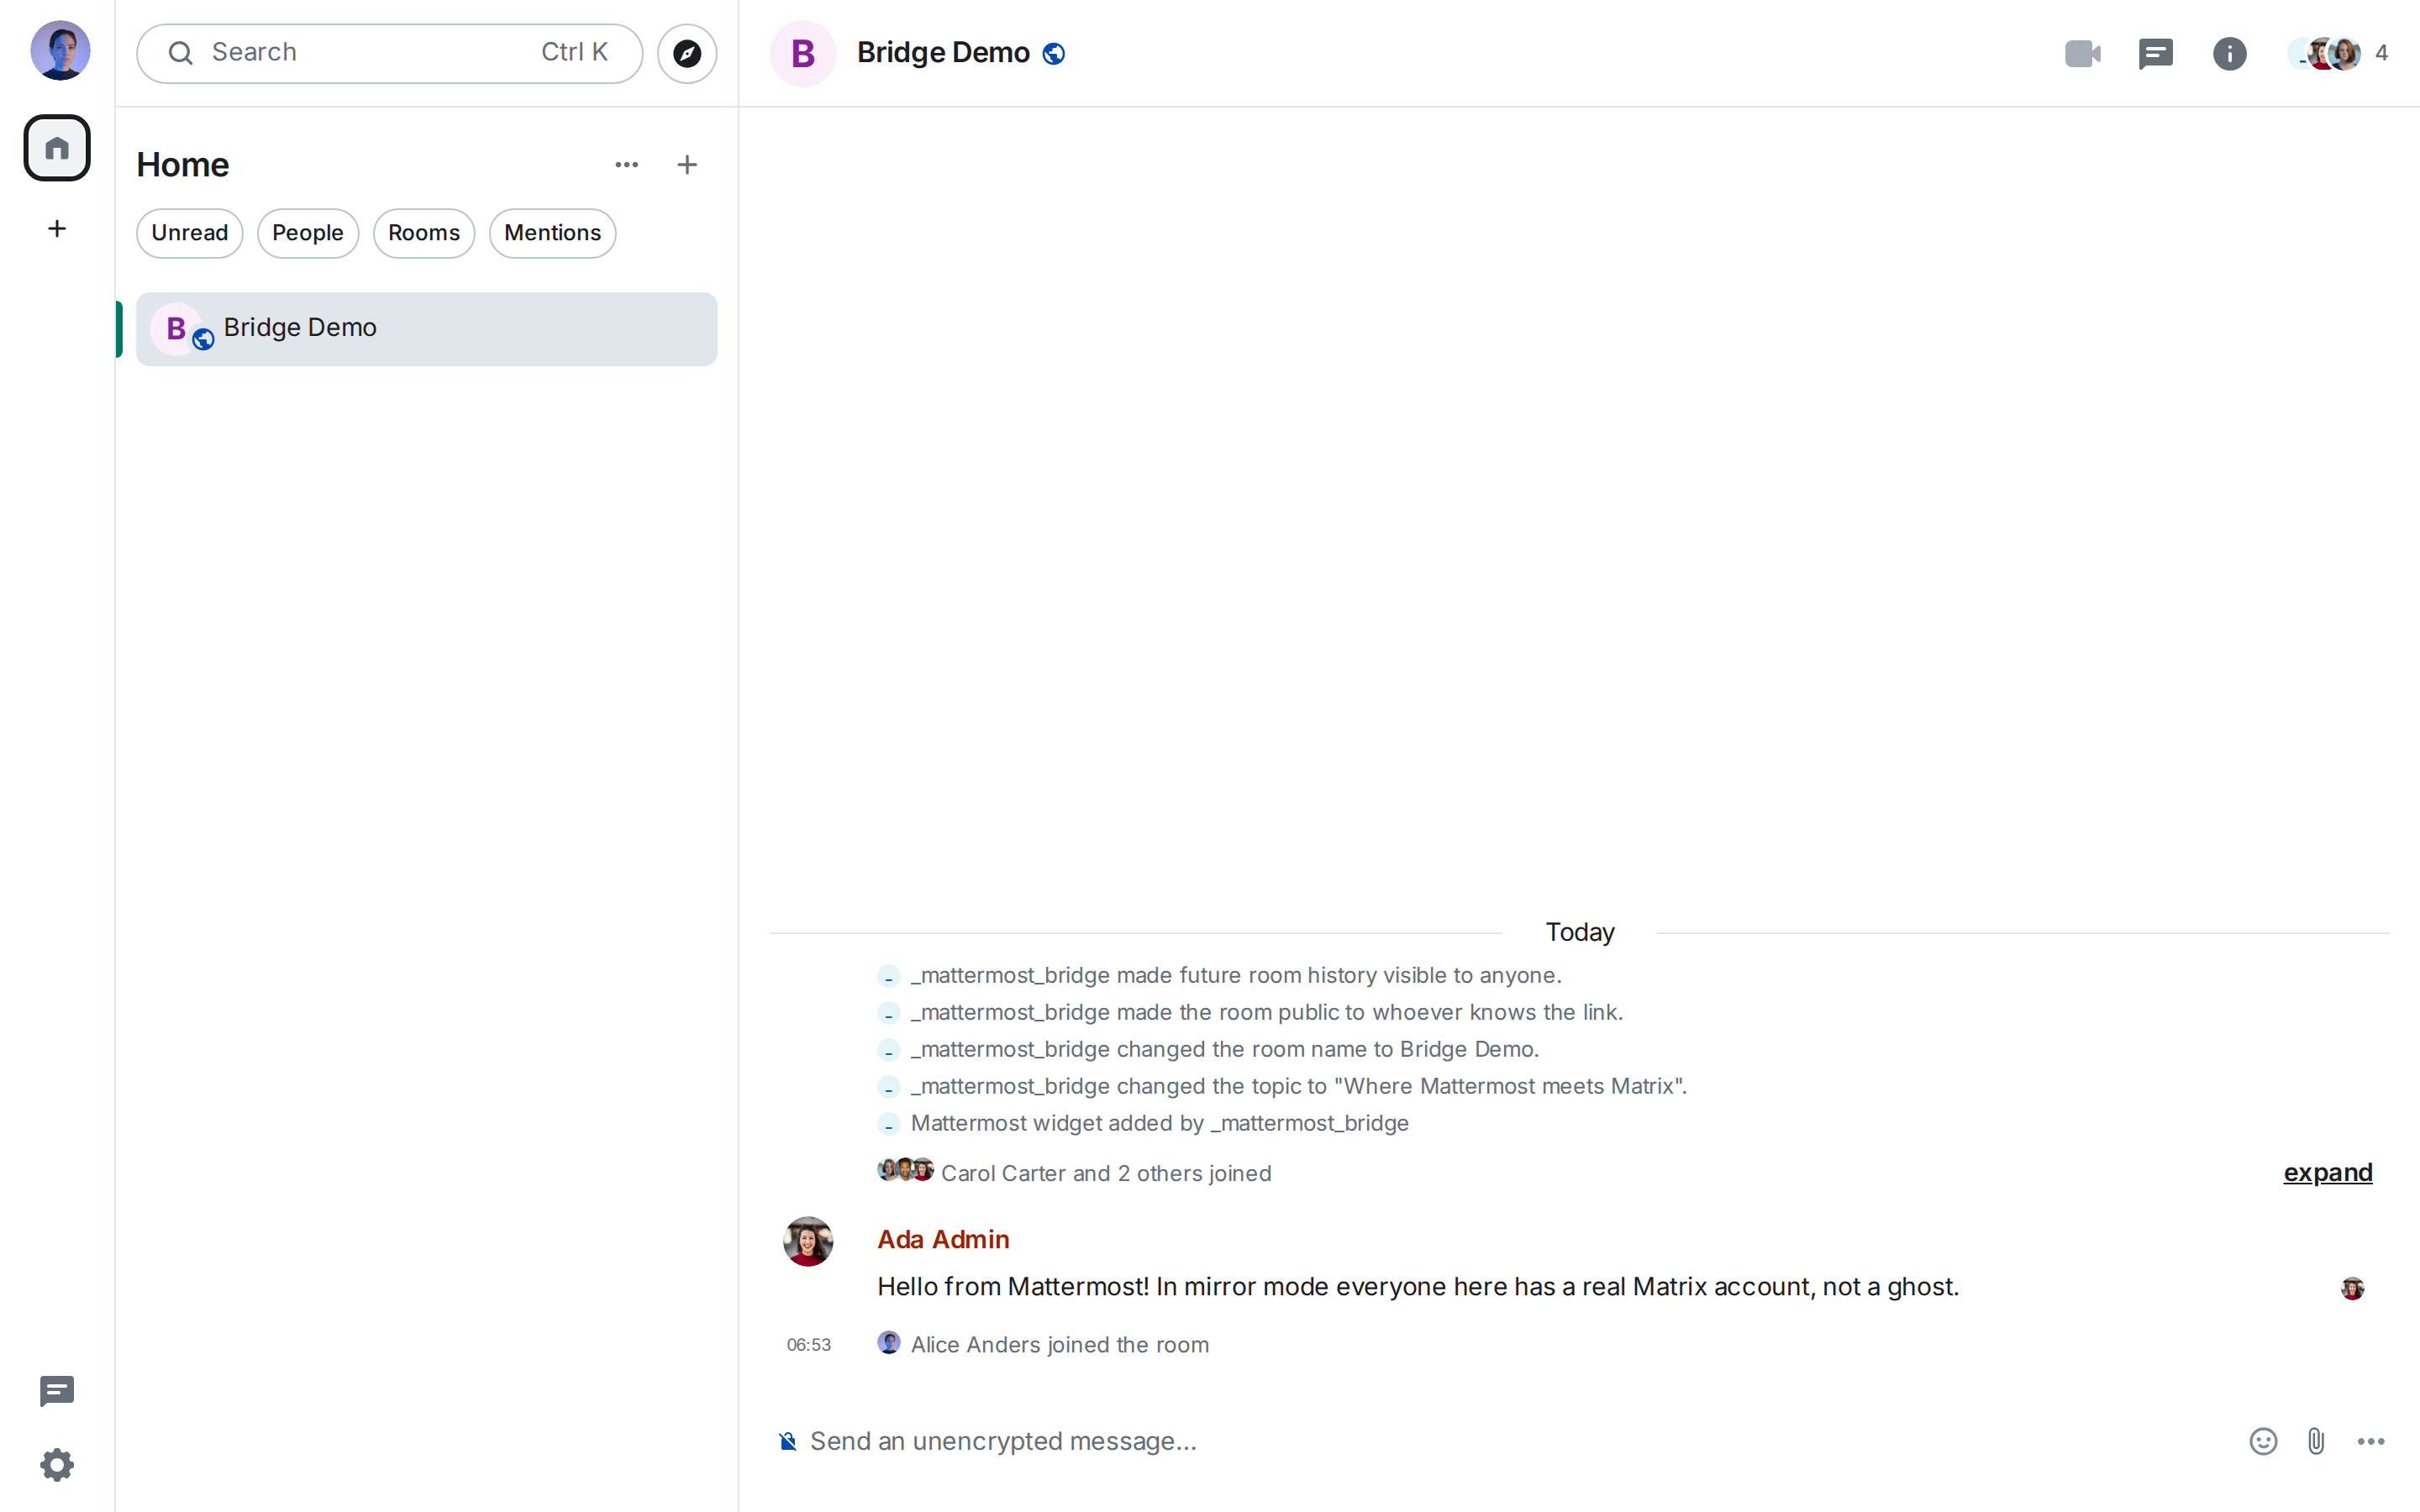 Search Ctrl K
B Bridge Demo 4
Home
Unread People Rooms Mentions
B Bridge Demo
Today
_mattermost_bridge made future room history visible to anyone.
_mattermost_bridge made the room public to whoever knows the link.
_mattermost_bridge changed the room name to Bridge Demo.
_mattermost_bridge changed the topic to "Where Mattermost meets Matrix".
Mattermost widget added by _mattermost_bridge
Carol Carter and 2 others joined expand
Ada Admin
Hello from Mattermost! In mirror mode everyone here has a real Matrix account, not a ghost.
06:53 Alice Anders joined the room
Send an unencrypted message...